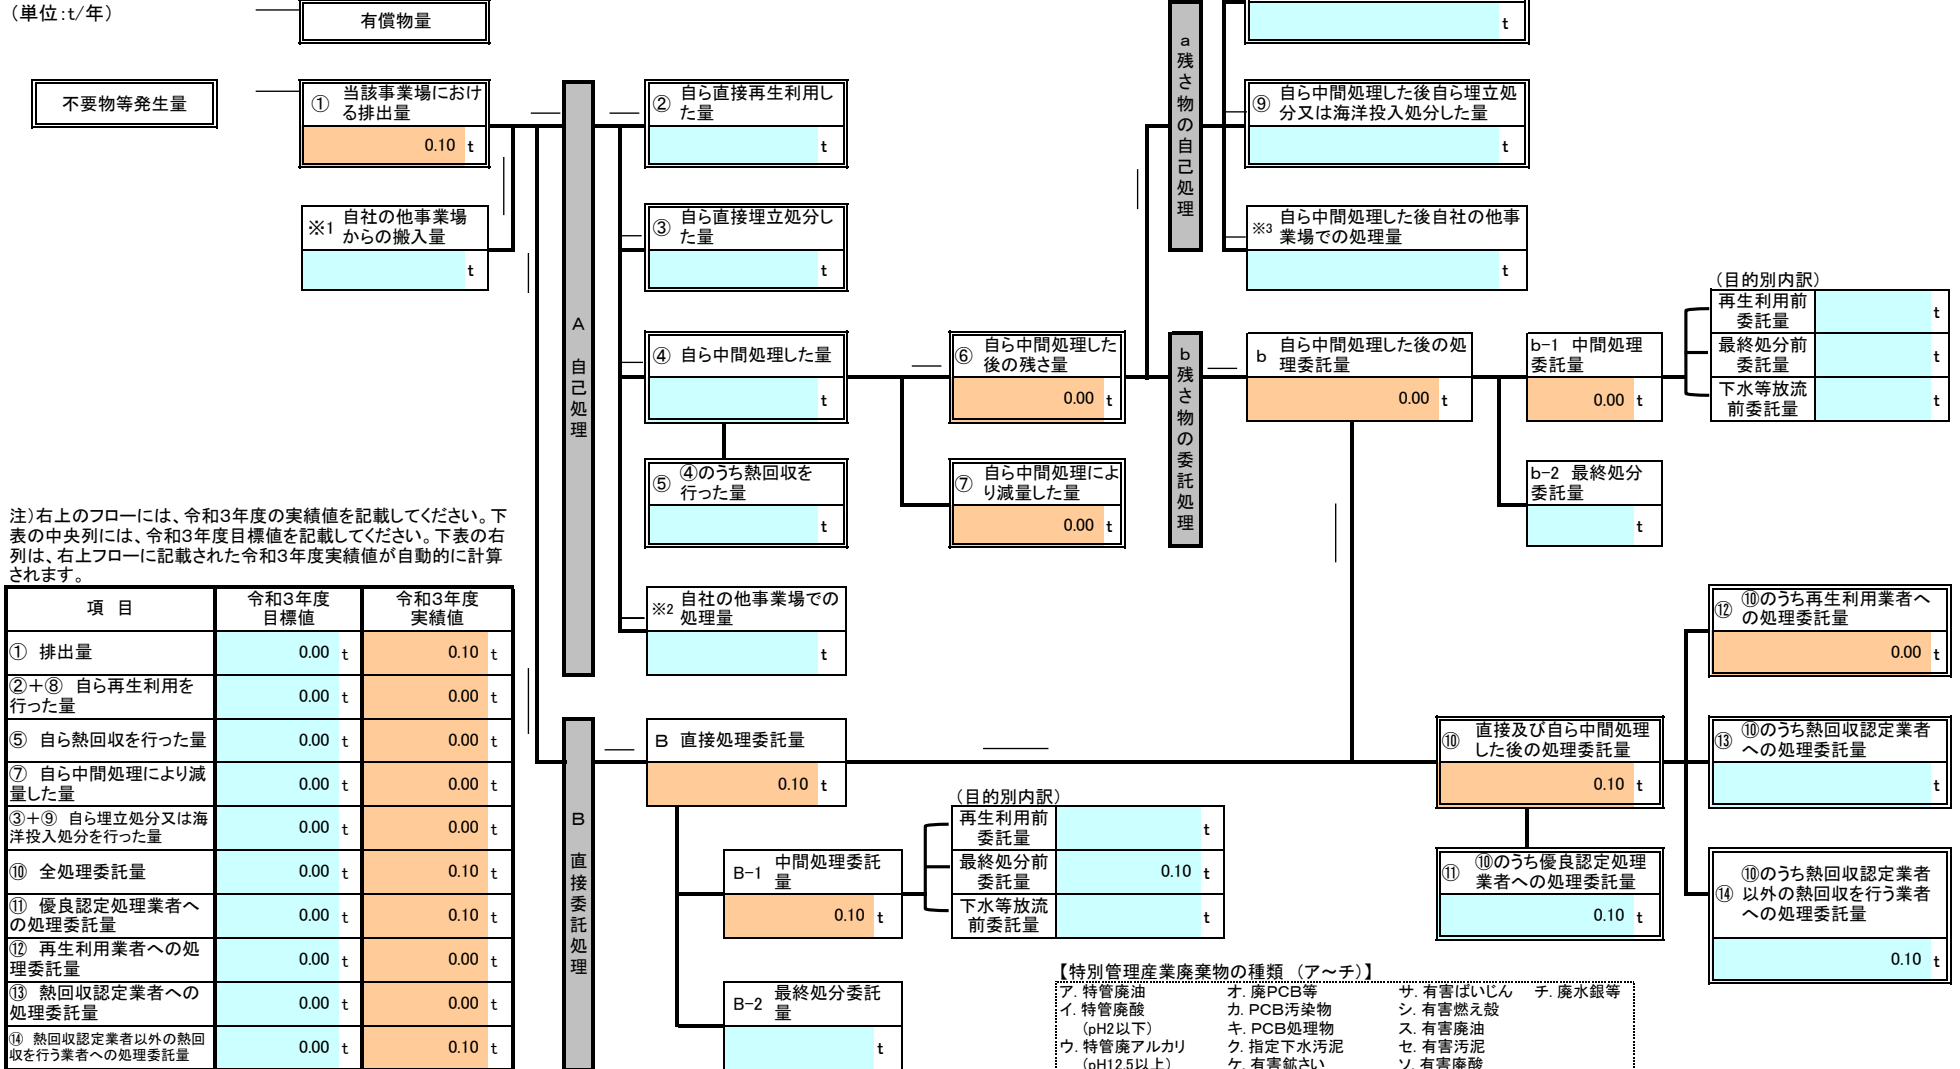 （単位:t/年）
有償物量
t
不要物等発生量
① 当該事業場におけ
る排出量
0.10 t
※1 自社の他事業場
からの搬入量
t
A 自己処理
② 自ら直接再生利用し
た量
t
③ 自ら直接埋立処分し
た量
t
④ 自ら中間処理した量
t
⑤ ④のうち熱回収を
行った量
t
※2 自社の他事業場での
処理量
t
⑥ 自ら中間処理した
後の残さ量
0.00 t
⑦ 自ら中間処理によ
り減量した量
0.00 t
a 残さ物の自己処理
⑨ 自ら中間処理した後自ら埋立処
分又は海洋投入処分した量
t
※3 自ら中間処理した後自社の他事
業場での処理量
t
b 残さ物の委託処理
b 自ら中間処理した後の処
理委託量
0.00 t
b-1 中間処理
委託量
0.00 t
b-2 最終処分
委託量
t
（目的別内訳）
再生利用前
委託量
t
最終処分前
委託量
t
下水等放流
前委託量
t
注）右上のフローには、令和3年度の実績値を記載してください。下
表の中央列には、令和3年度目標値を記載してください。下表の右
列は、右上フローに記載された令和3年度実績値が自動的に計算
されます。
項 目 令和3年度 令和3年度
目標値 実績値
① 排出量 0.00 t 0.10 t
②＋⑧ 自ら再生利用を
行った量 0.00 t 0.00 t
⑤ 自ら熱回収を行った量 0.00 t 0.00 t
⑦ 自ら中間処理により減
量した量 0.00 t 0.00 t
③＋⑨ 自ら埋立処分又は海
洋投入処分を行った量 0.00 t 0.00 t
⑩ 全処理委託量 0.00 t 0.10 t
⑪ 優良認定処理業者へ
の処理委託量 0.00 t 0.10 t
⑫ 再生利用業者への処
理委託量 0.00 t 0.00 t
⑬ 熱回収認定業者への
処理委託量 0.00 t 0.00 t
⑭ 熱回収認定業者以外の熱回
収を行う業者への処理委託量 0.00 t 0.10 t
B 直接委託処理
B 直接処理委託量
0.10 t
B-1 中間処理委託
量
0.10 t
B-2 最終処分委託
量
t
（目的別内訳）
再生利用前
委託量
t
最終処分前
委託量
0.10 t
下水等放流
前委託量
t
⑩ 直接及び自ら中間処理
した後の処理委託量
0.10 t
⑪ ⑩のうち優良認定処理
業者への処理委託量
0.10 t
⑫ ⑩のうち再生利用業者へ
の処理委託量
0.00 t
⑬ ⑩のうち熱回収認定業者
への処理委託量
t
⑭ ⑩のうち熱回収認定業者
以外の熱回収を行う業者
への処理委託量
0.10 t
【特別管理産業廃棄物の種類 （ア～チ）】
ア. 特管廃油 オ. 廃PCB等 サ. 有害ばいじん チ. 廃水銀等
イ. 特管廃酸 カ. PCB汚染物 シ. 有害燃え殻
（pH2以下） キ. PCB処理物 ス. 有害廃油
ウ. 特管廃アルカリ ク. 指定下水汚泥 セ. 有害汚泥
（pH12.5以上） ケ. 有害鉱さい ソ. 有害廃酸